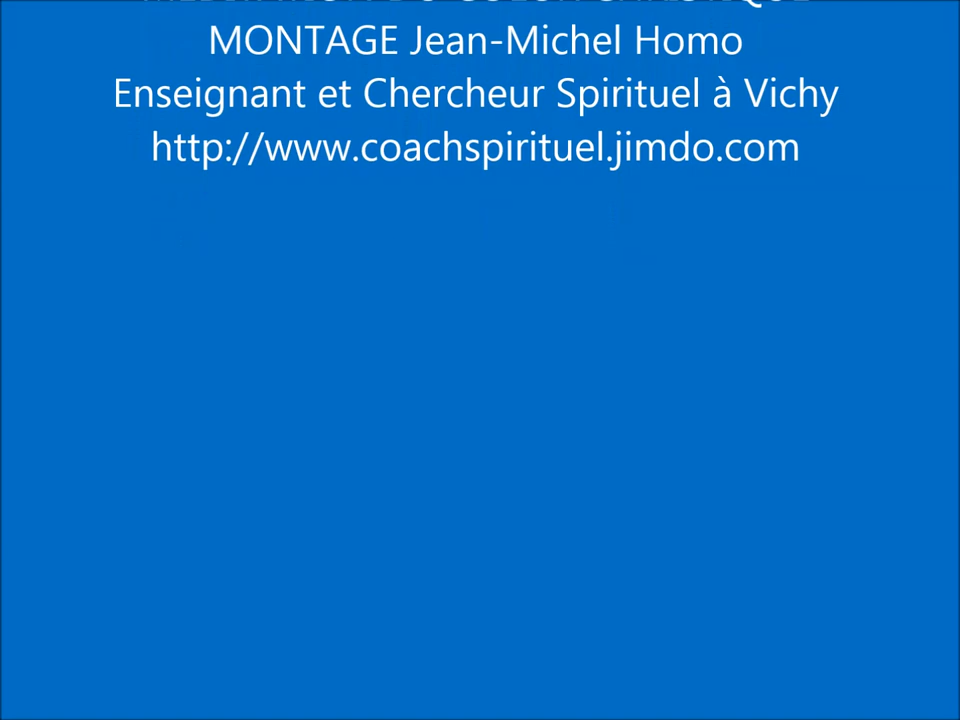 MONTAGE Jean-Michel Homo
Enseignant et Chercheur Spirituel à Vichy
http://www.coachspirituel.jimdo.com